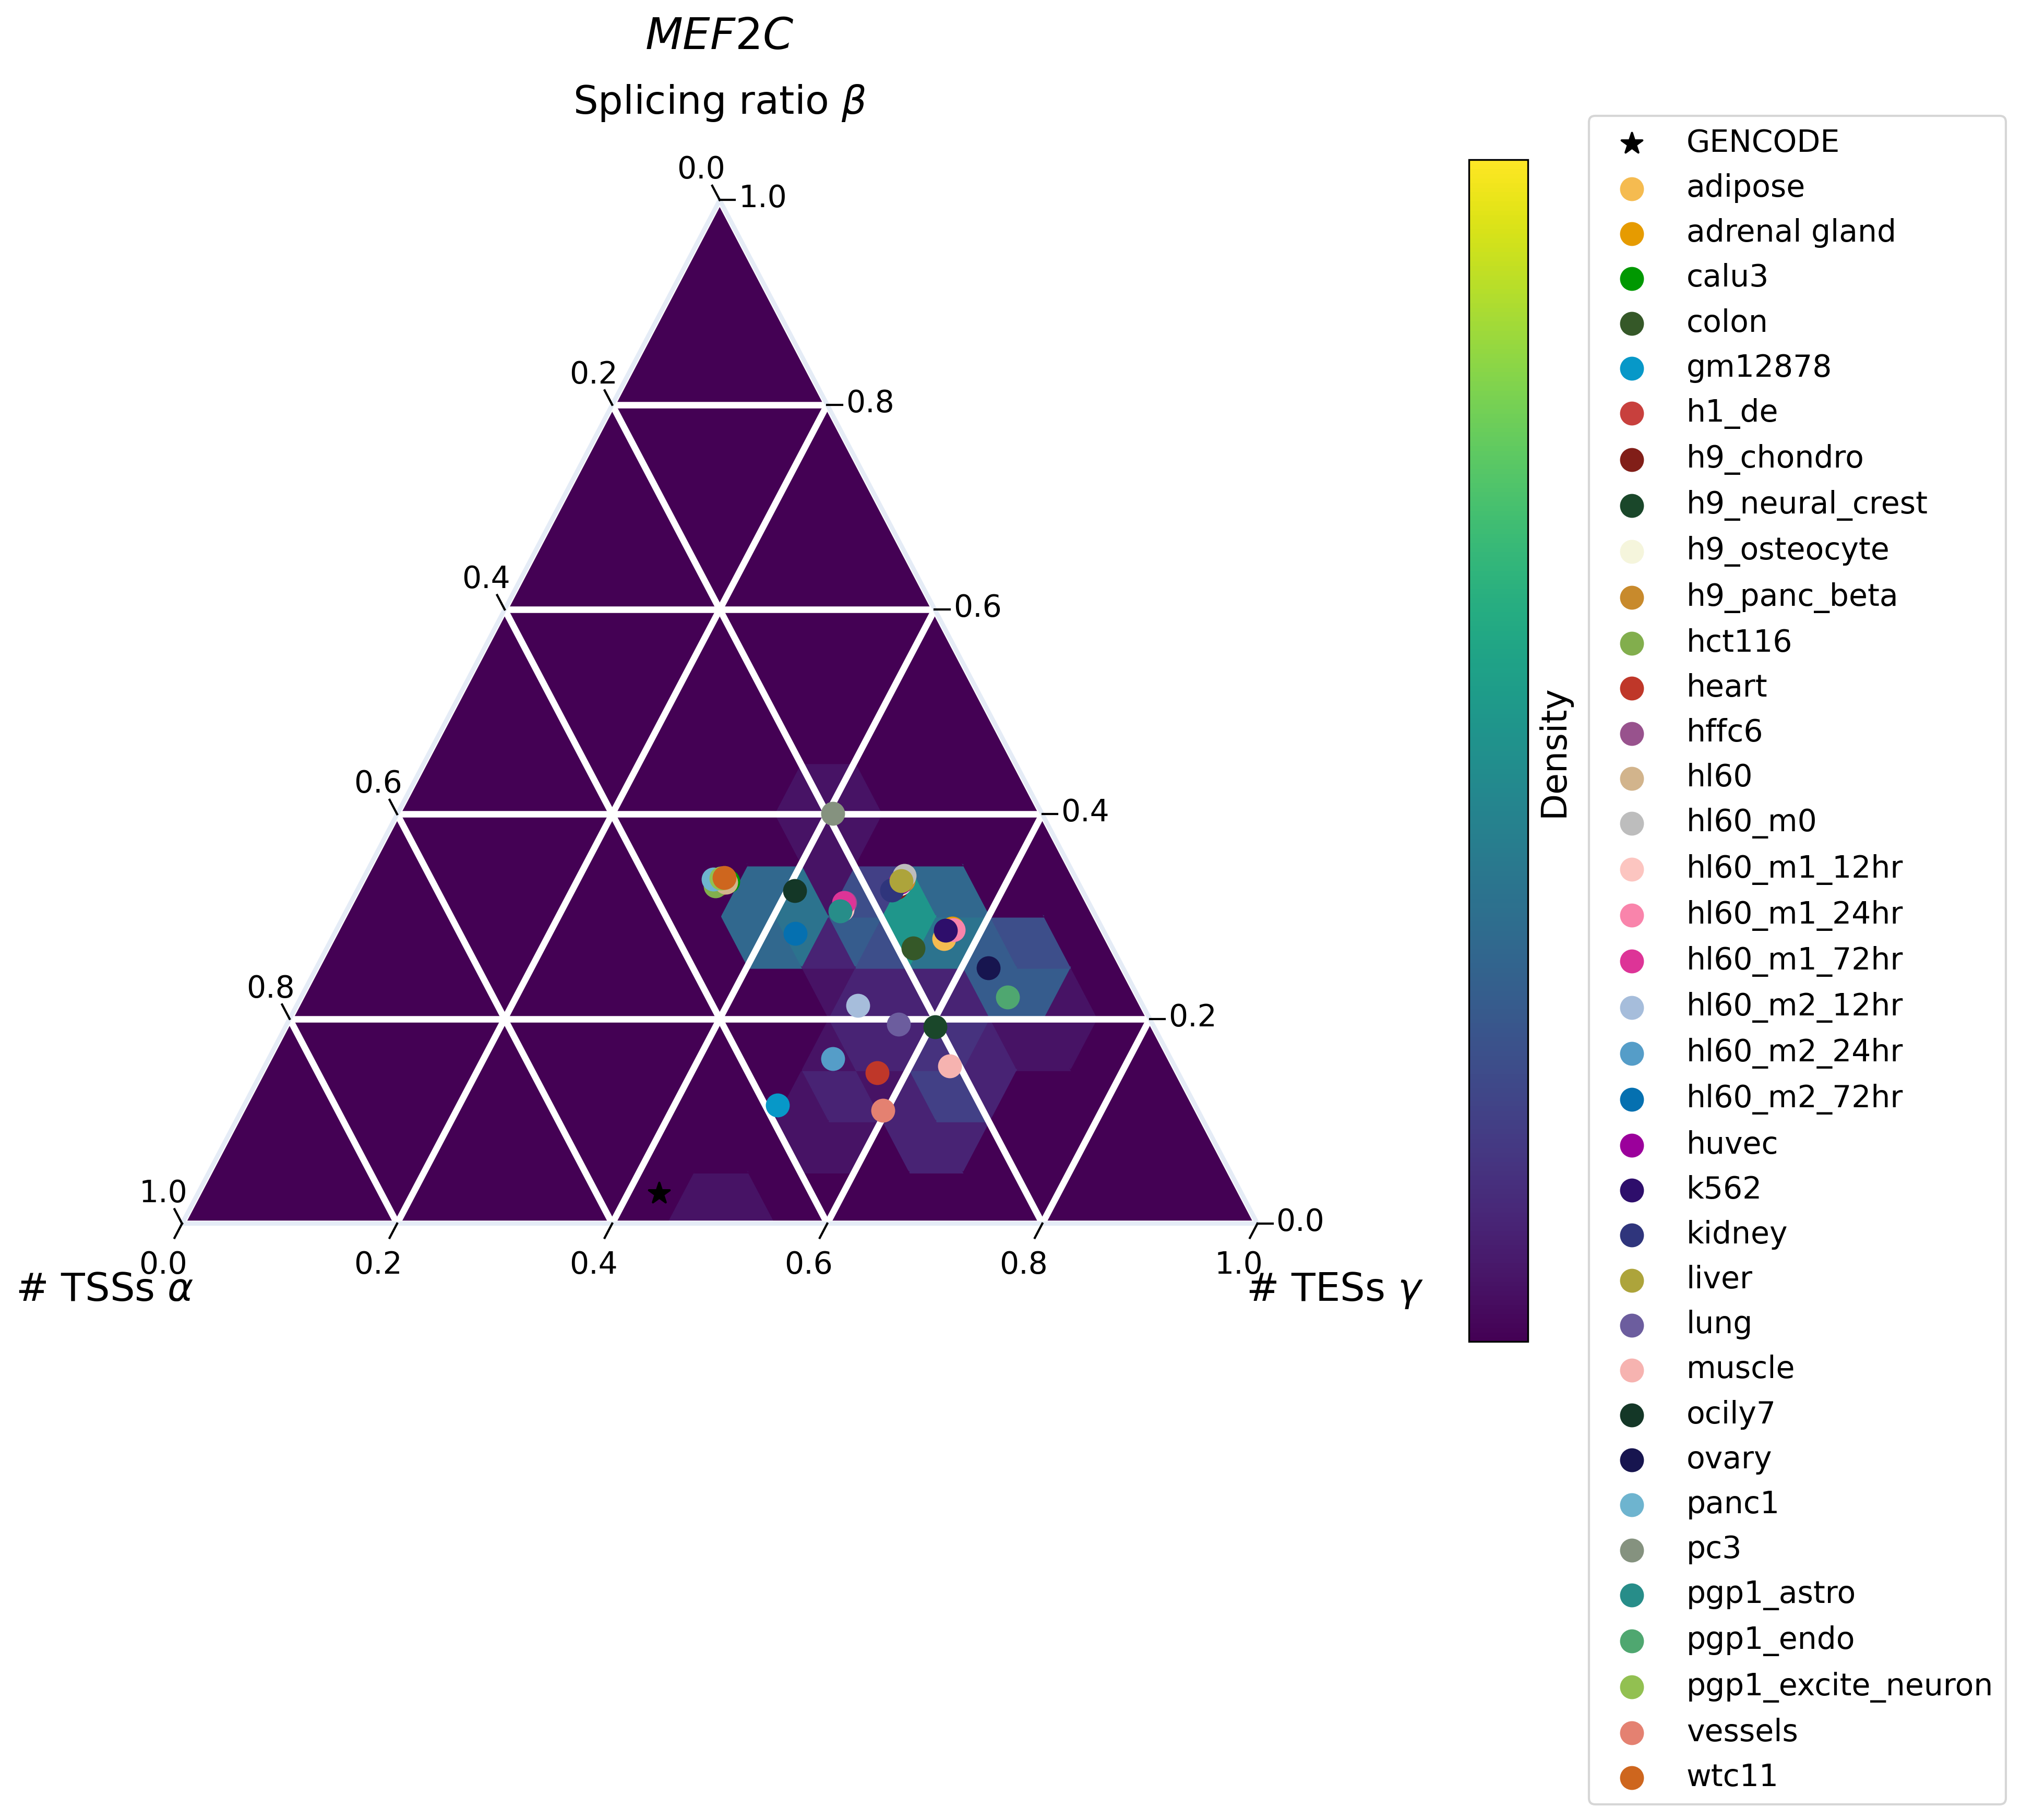 MEF2C
Splicing ratio β
0.0
1.0
0.2
0.8
0.4
0.6
0.6
0.4
0.8
0.2
1.0
0.0
0.0
0.2
0.4
0.6
0.8
1.0
# TSSs α
# TESs γ
Density
GENCODE
adipose
adrenal gland
calu3
colon
gm12878
h1_de
h9_chondro
h9_neural_crest
h9_osteocyte
h9_panc_beta
hct116
heart
hffc6
hl60
hl60_m0
hl60_m1_12hr
hl60_m1_24hr
hl60_m1_72hr
hl60_m2_12hr
hl60_m2_24hr
hl60_m2_72hr
huvec
k562
kidney
liver
lung
muscle
ocily7
ovary
panc1
pc3
pgp1_astro
pgp1_endo
pgp1_excite_neuron
vessels
wtc11